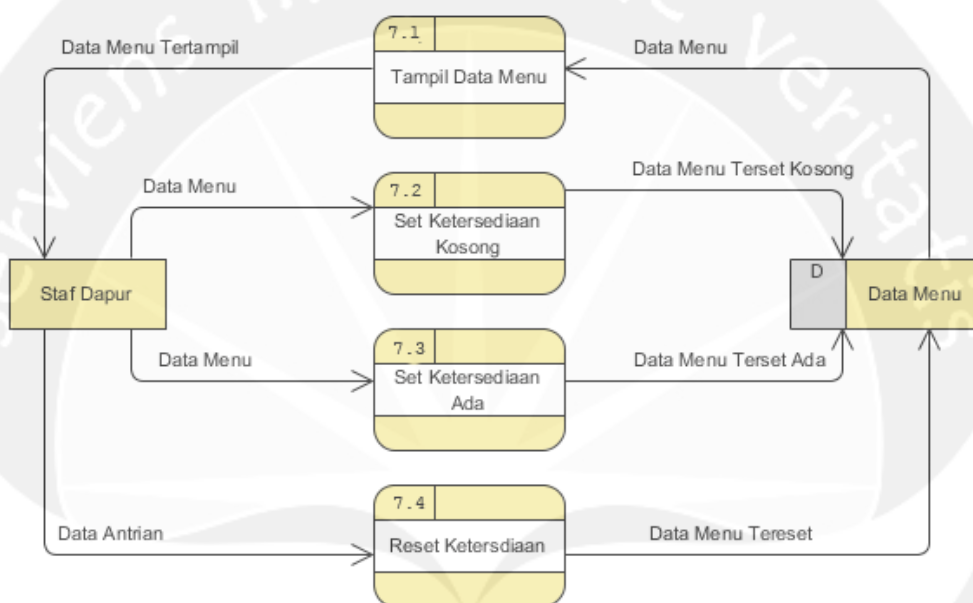 7.1
Data Menu Tertampil
Data Menu
Tampil Data Menu
7.2
Data Menu
Data Menu Terset Kosong
Set Ketersediaan
Kosong
Staf Dapur
D
Data Menu
7.3
Data Menu
Data Menu Terset Ada
Set Ketersediaan
Ada
7.4
Data Antrian
Data Menu Tereset
Reset Ketersdiaan